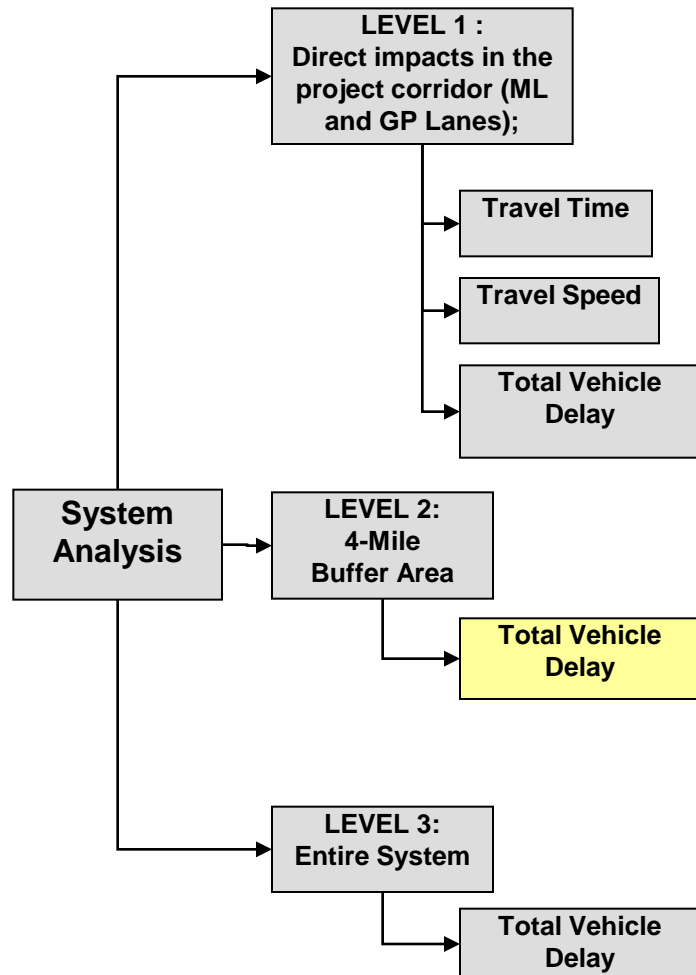 LEVEL 1 :
Direct impacts in the
project corridor (ML
and GP Lanes);
Travel Time
Travel Speed
Total Vehicle
Delay
System
Analysis
LEVEL 2:
4-Mile
Buffer Area
Total Vehicle
Delay
LEVEL 3:
Entire System
Total Vehicle
Delay